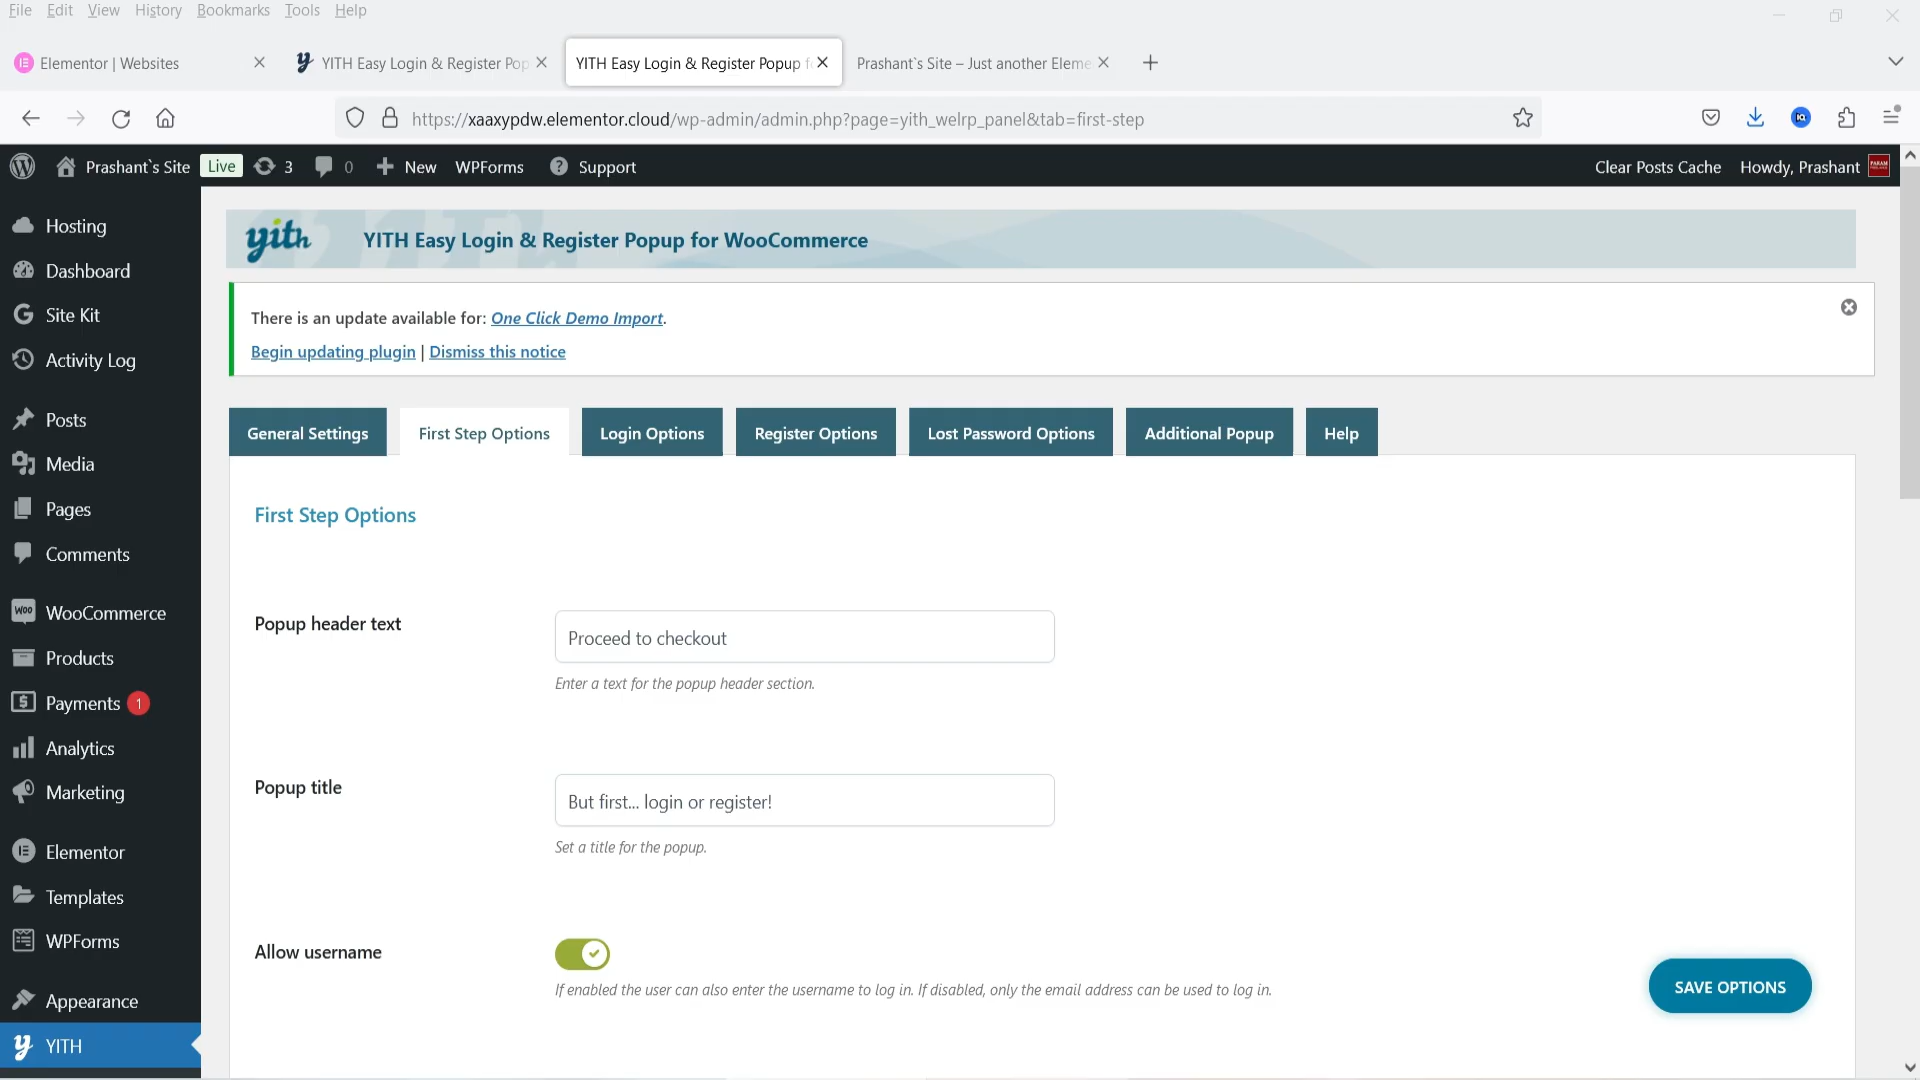 File Edit View History Bookmarks Tools Help
Elementor | Websites
YITH Easy Login & Register Pop
YITH Easy Login & Register Popup f
Prashant`s Site – Just another Eleme
https://xaaxypdw.elementor.cloud/wp-admin/admin.php?page=yith_welrp_panel&tab=first-step
Prashant`s Site Live 3 0 New WPForms Support Clear Posts Cache Howdy, Prashant
Hosting
Dashboard
Site Kit
Activity Log
Posts
Media
Pages
Comments
WooCommerce
Products
Payments 1
Analytics
Marketing
Elementor
Templates
WPForms
Appearance
YITH
yith YITH Easy Login & Register Popup for WooCommerce
There is an update available for: One Click Demo Import.
Begin updating plugin | Dismiss this notice
General Settings First Step Options Login Options Register Options Lost Password Options Additional Popup Help
First Step Options
Popup header text
Proceed to checkout
Enter a text for the popup header section.
Popup title
But first... login or register!
Set a title for the popup.
Allow username
If enabled the user can also enter the username to log in. If disabled, only the email address can be used to log in.
SAVE OPTIONS